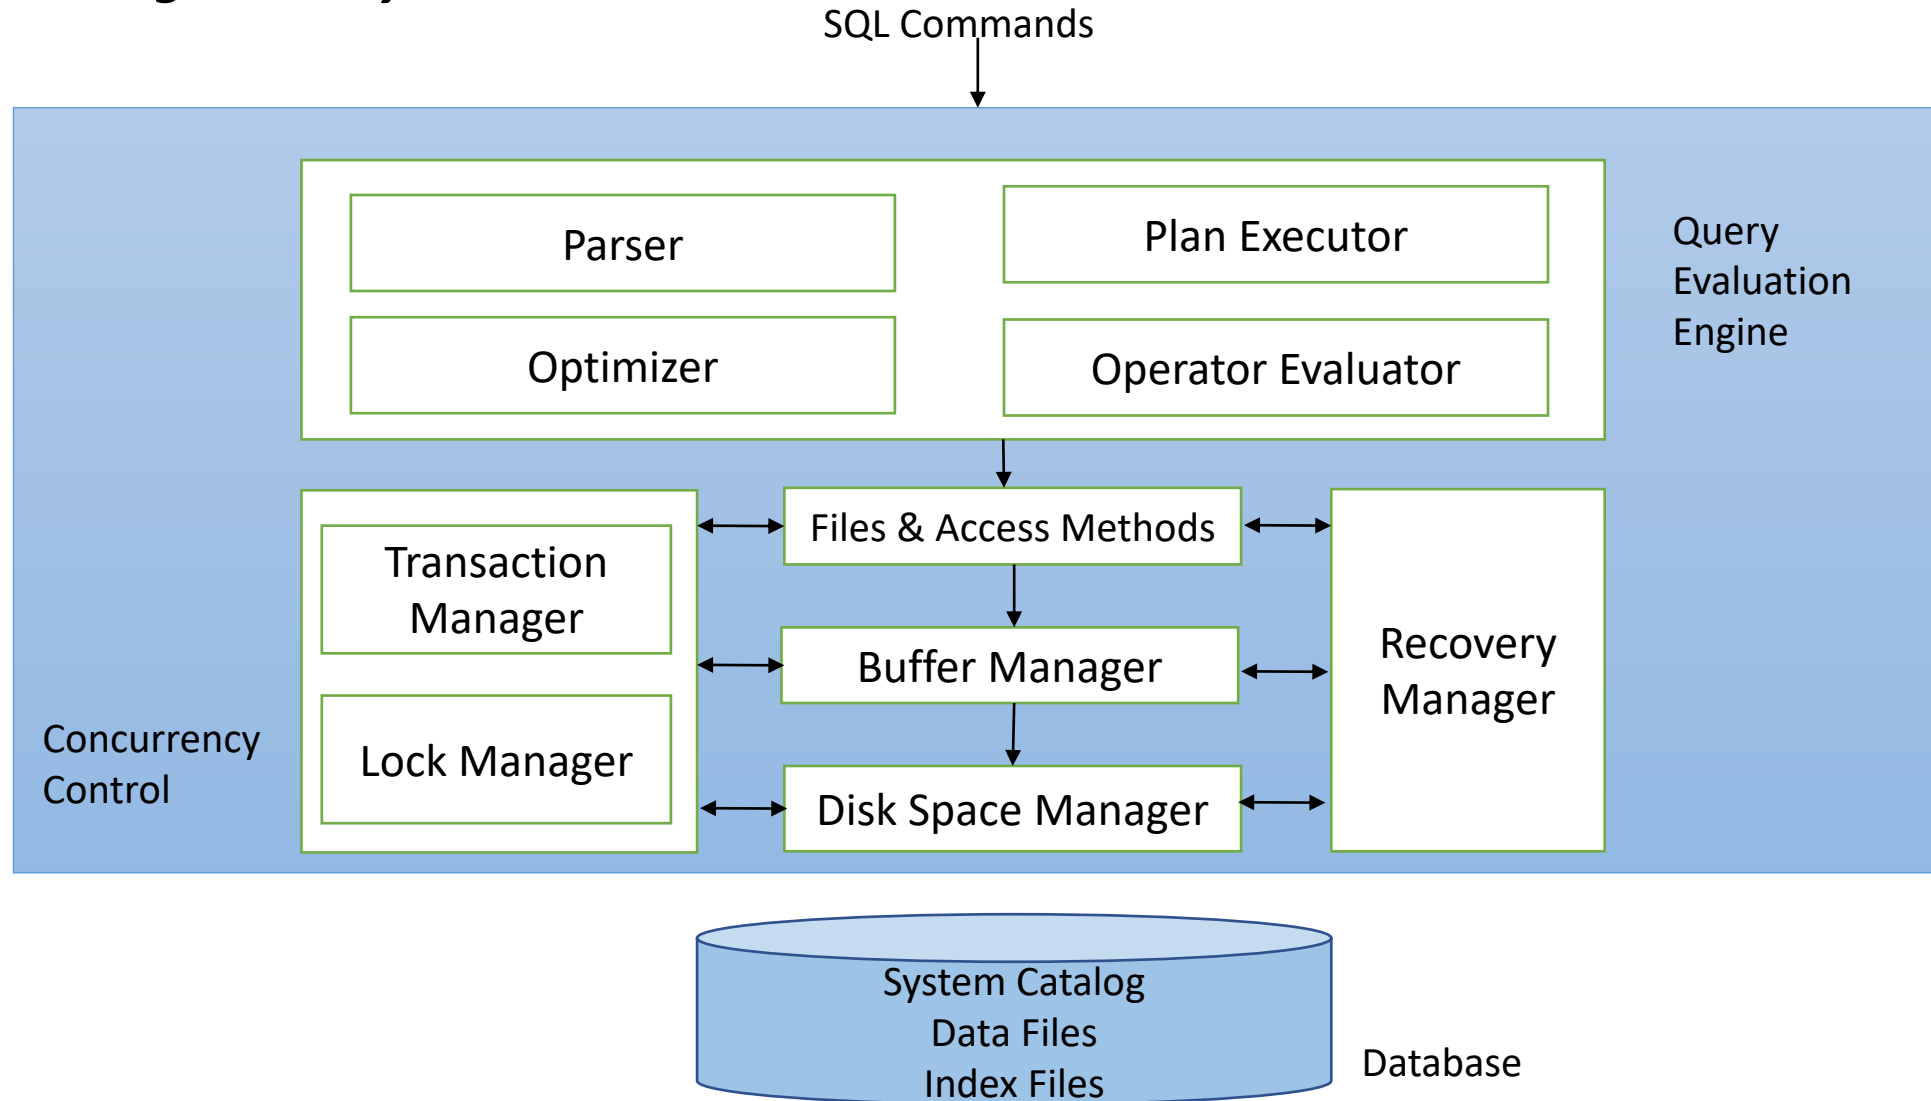 SQL Commands
Parser
Plan Executor
Query
Evaluation
Engine
Optimizer
Operator Evaluator
Files & Access Methods
Transaction
Manager
Recovery
Manager
Buffer Manager
Concurrency
Control
Lock Manager
Disk Space Manager
System Catalog
Data Files
Index Files
Database